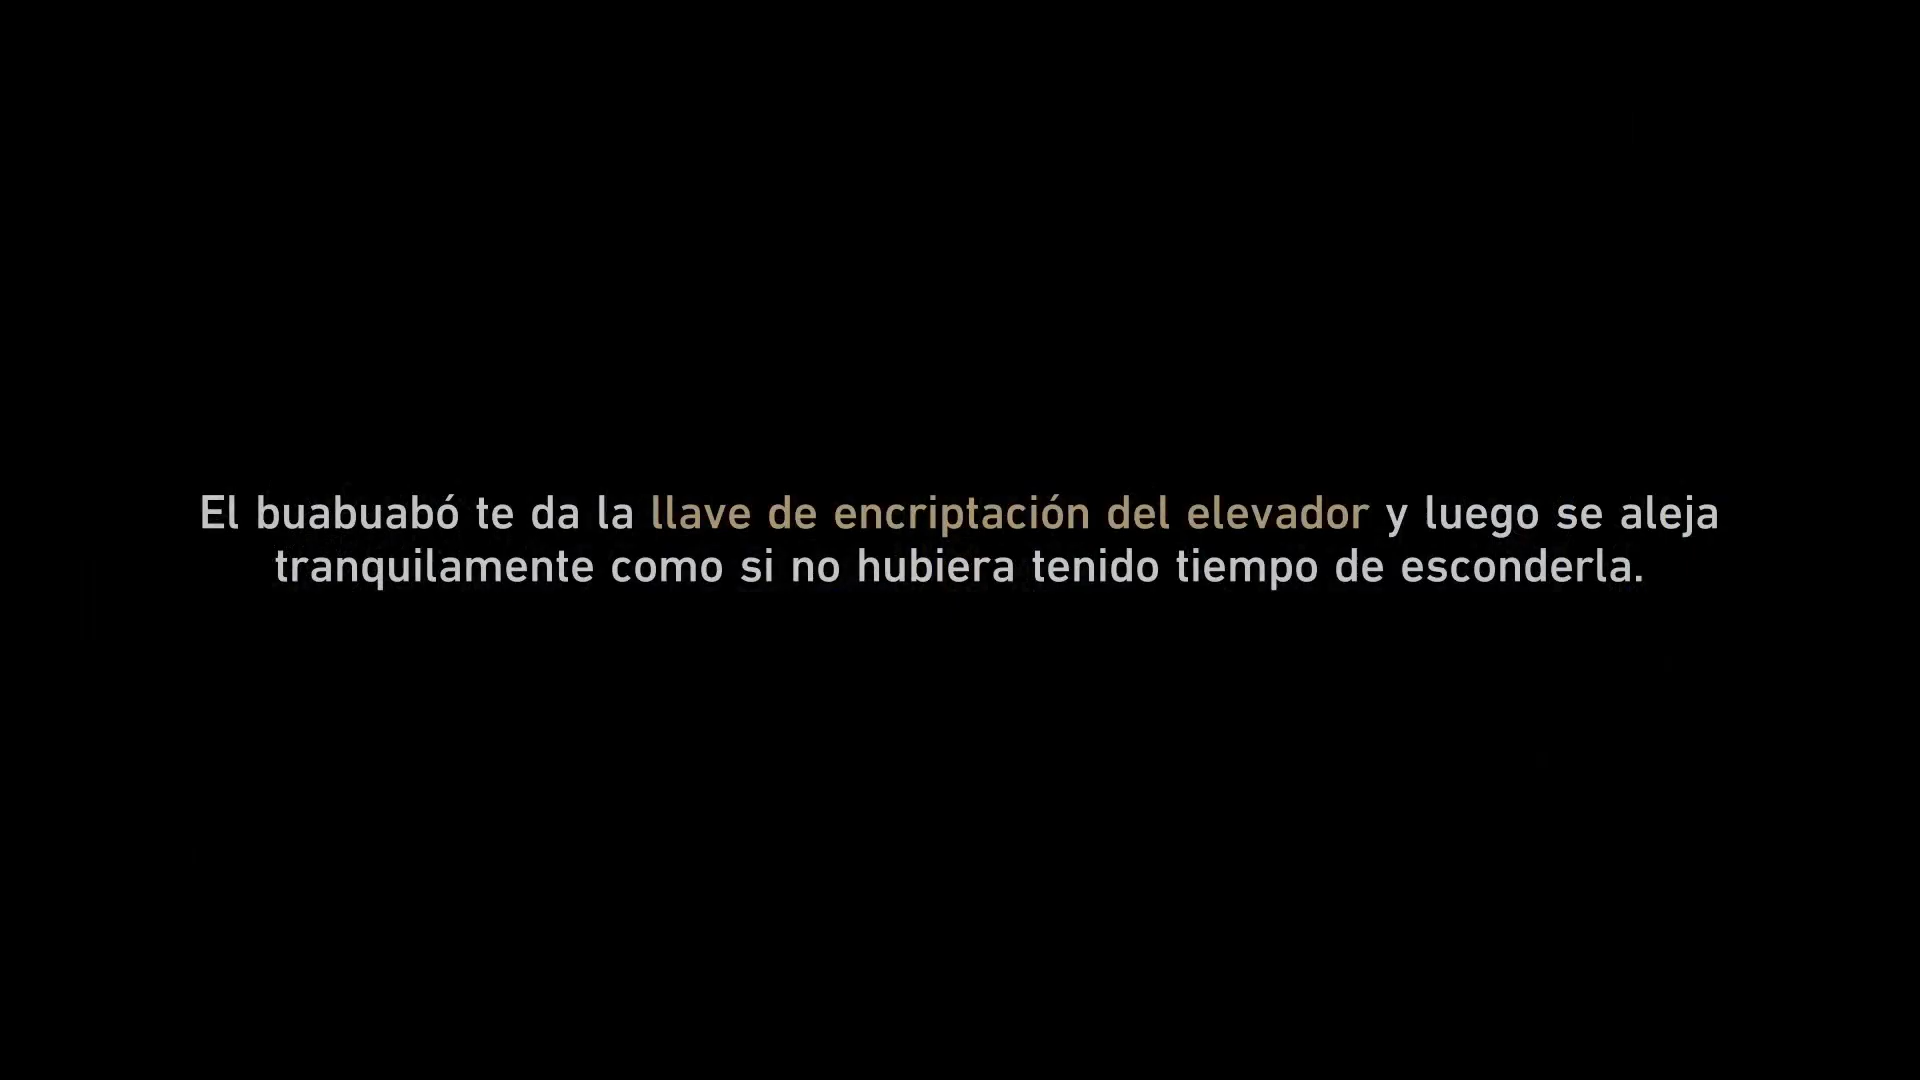 El buabuabó te da la llave de encriptación del elevador y luego se aleja
tranquilamente como si no hubiera tenido tiempo de esconderla.